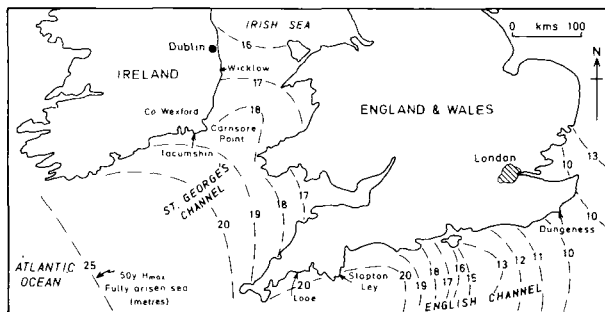 IRISH SEA
0 kms 100
16
Dublin
N
Wicklow
IRELAND
17
ENGLAND & WALES
Co Wexford
18
Carnsore
Point
13
London
10
Tacumshin
ST. GEORGE'S
CHANNEL
17
18
19
20
10
Dungeness
ATLANTIC
OCEAN
25
50y Hmax
Fully arisen sea
(metres)
20
Looe
Slapton
Ley
20
19
18
17
16
15
13
12
11
10
ENGLISH CHANNEL